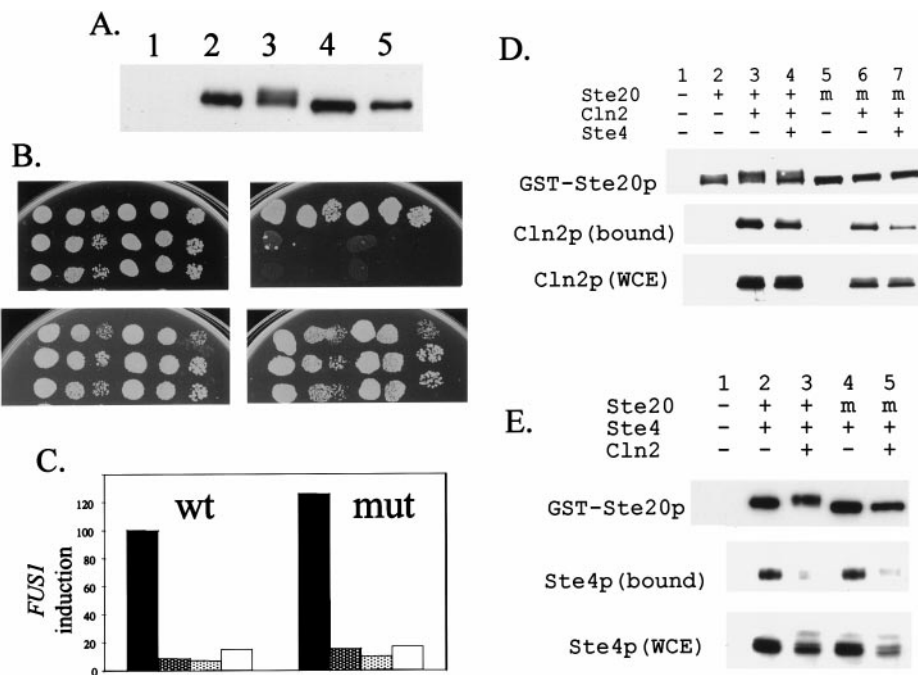 A.
1 2 3 4 5
B.
C.
FUS1
induction
120
100
80
60
40
20
0
wt
mut
D.
1 2 3 4 5 6 7
Ste20 - + + + m m m
Cln2 - - + + - + +
Ste4 - - - + - - +
GST-Ste20p
Cln2p(bound)
Cln2p(WCE)
E.
1 2 3 4 5
Ste20 - + + m m
Ste4 - + + + +
Cln2 - - + - +
GST-Ste20p
Ste4p(bound)
Ste4p(WCE)